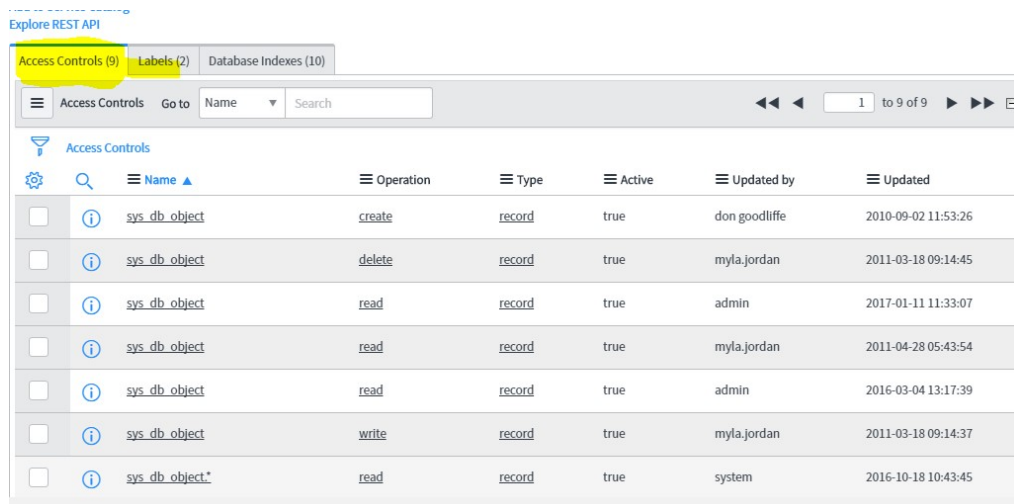 Explore REST API
Access Controls (9) Labels (2) Database Indexes (10)
Access Controls Go to Name Search 1 to 9 of 9
Access Controls
Name Operation Type Active Updated by Updated
sys_db_object create record true don goodliffe 2010-09-02 11:53:26
sys_db_object delete record true myla.jordan 2011-03-18 09:14:45
sys_db_object read record true admin 2017-01-11 11:33:07
sys_db_object read record true myla.jordan 2011-04-28 05:43:54
sys_db_object read record true admin 2016-03-04 13:17:39
sys_db_object write record true myla.jordan 2011-03-18 09:14:37
sys_db_object.* read record true system 2016-10-18 10:43:45